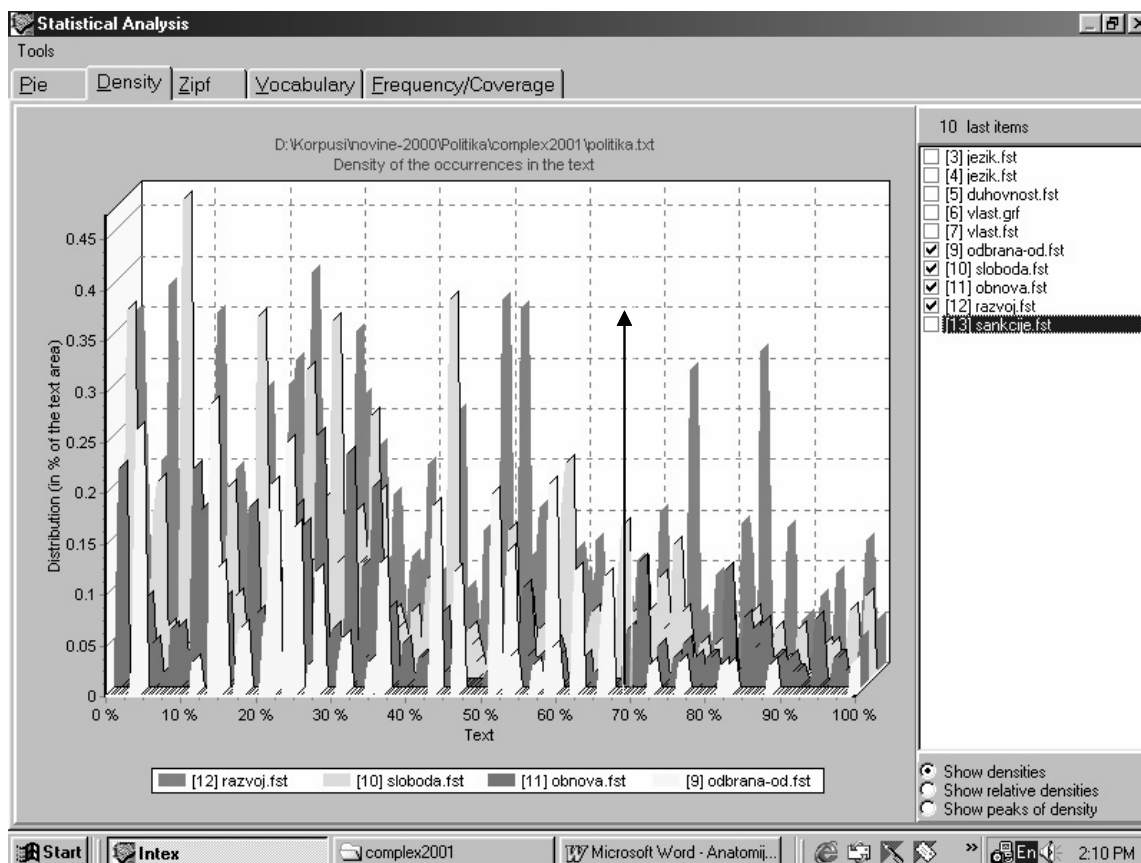 Statistical Analysis
Tools
Pie Density Zipf Vocabulary Frequency/Coverage
D:\Korpusi\novine-2000\Politika\complex2001\politika.txt
Density of the occurrences in the text
Distribution (in % of the text area)
0.45
0.4
0.35
0.3
0.25
0.2
0.15
0.1
0.05
0
0 % 10 % 20 % 30 % 40 % 50 % 60 % 70 % 80 % 90 % 100 %
Text
[12] razvoj.fst [10] sloboda.fst [11] obnova.fst [9] odbrana-od.fst
10 last items
[3] jezik.fst
[4] jezik.fst
[5] duhovnost.fst
[6] vlast.grf
[7] vlast.fst
[9] odbrana-od.fst
[10] sloboda.fst
[11] obnova.fst
[12] razvoj.fst
[13] sankcije.fst
Show densities
Show relative densities
Show peaks of density
Start Intex complex2001 Microsoft Word - Anatomij... » En 2:10 PM